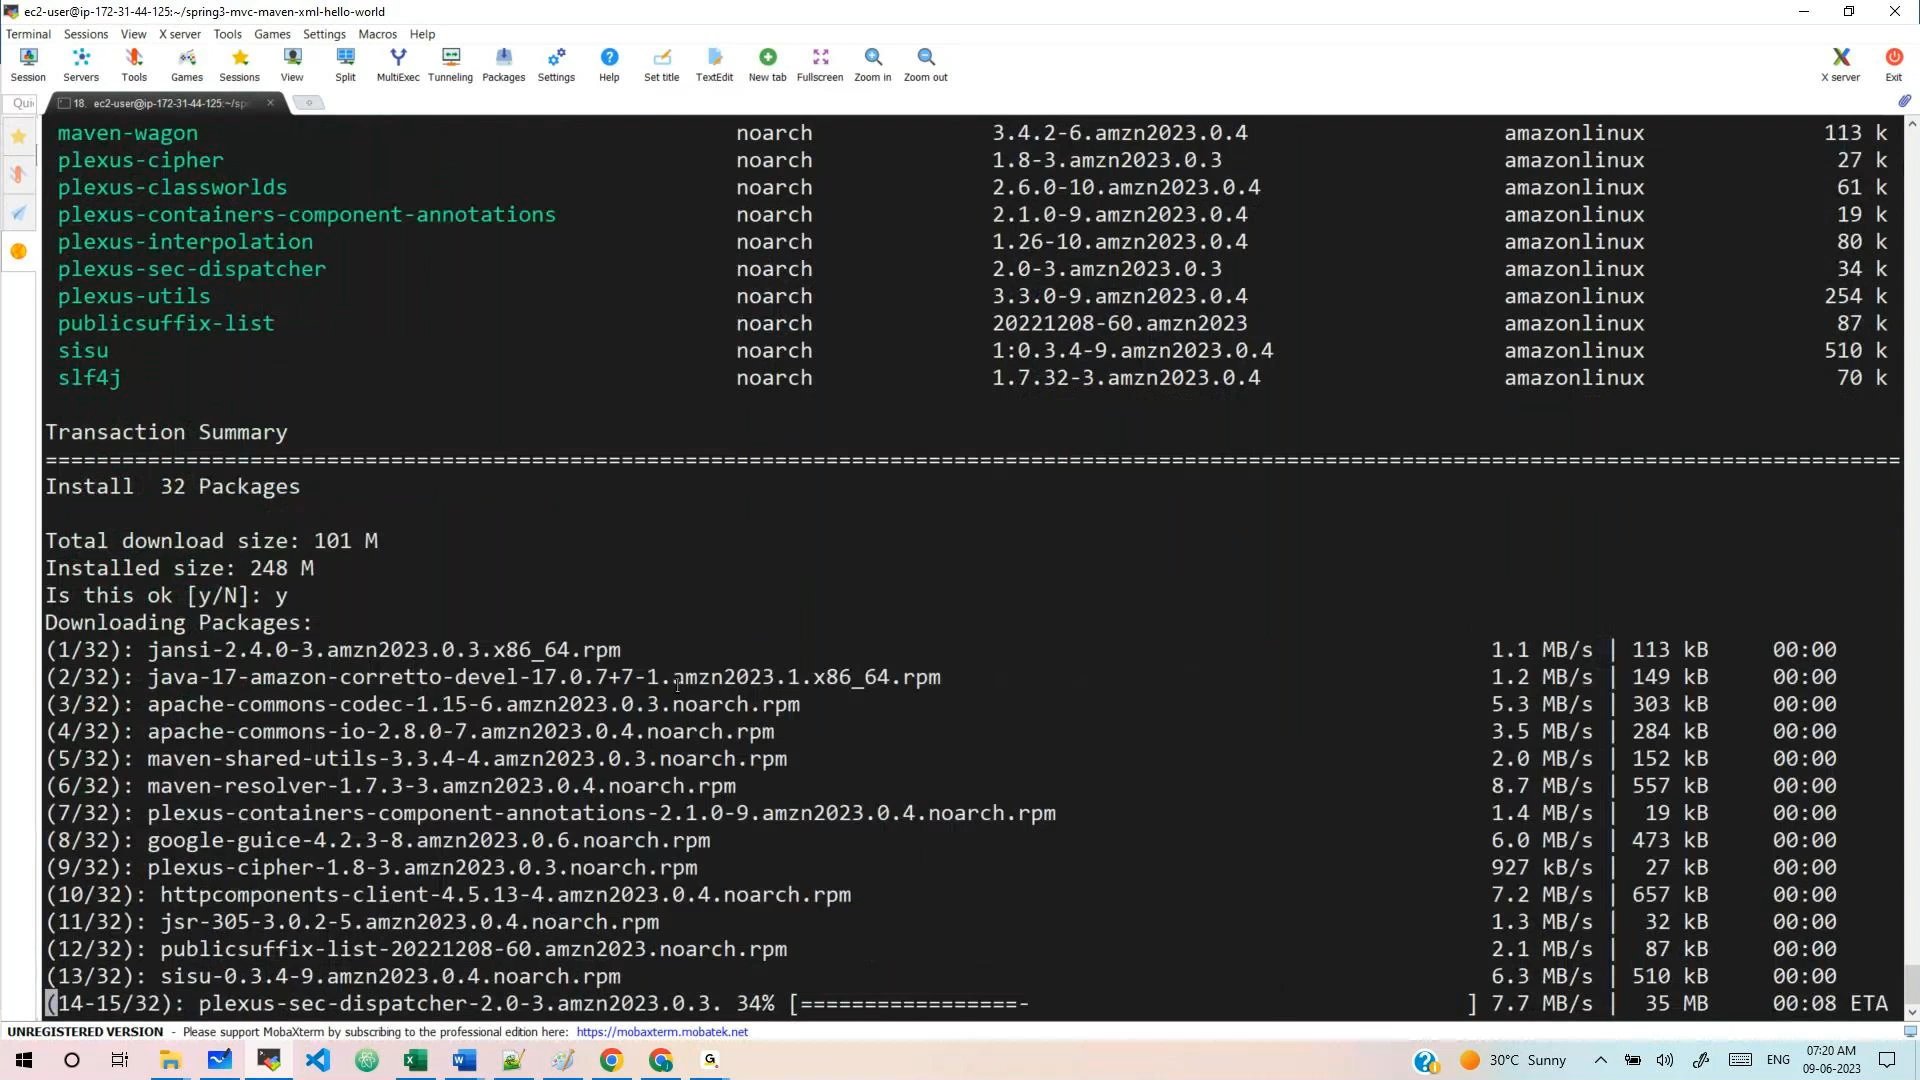 ec2-user@ip-172-31-44-125:~/spring3-mvc-maven-xml-hello-world
Terminal Sessions View X server Tools Games Settings Macros Help
Session Servers Tools Games Sessions View Split MultiExec Tunneling Packages Settings Help Set title TextEdit New tab Fullscreen Zoom in Zoom out X server Exit
Qui 18. ec2-user@ip-172-31-44-125:~/spr
maven-wagon noarch 3.4.2-6.amzn2023.0.4 amazonlinux 113 k
plexus-cipher noarch 1.8-3.amzn2023.0.3 amazonlinux 27 k
plexus-classworlds noarch 2.6.0-10.amzn2023.0.4 amazonlinux 61 k
plexus-containers-component-annotations noarch 2.1.0-9.amzn2023.0.4 amazonlinux 19 k
plexus-interpolation noarch 1.26-10.amzn2023.0.4 amazonlinux 80 k
plexus-sec-dispatcher noarch 2.0-3.amzn2023.0.3 amazonlinux 34 k
plexus-utils noarch 3.3.0-9.amzn2023.0.4 amazonlinux 254 k
publicsuffix-list noarch 20221208-60.amzn2023 amazonlinux 87 k
sisu noarch 1:0.3.4-9.amzn2023.0.4 amazonlinux 510 k
slf4j noarch 1.7.32-3.amzn2023.0.4 amazonlinux 70 k
Transaction Summary
Install 32 Packages
Total download size: 101 M
Installed size: 248 M
Is this ok [y/N]: y
Downloading Packages:
(1/32): jansi-2.4.0-3.amzn2023.0.3.x86_64.rpm 1.1 MB/s | 113 kB 00:00
(2/32): java-17-amazon-corretto-devel-17.0.7+7-1.amzn2023.1.x86_64.rpm 1.2 MB/s | 149 kB 00:00
(3/32): apache-commons-codec-1.15-6.amzn2023.0.3.noarch.rpm 5.3 MB/s | 303 kB 00:00
(4/32): apache-commons-io-2.8.0-7.amzn2023.0.4.noarch.rpm 3.5 MB/s | 284 kB 00:00
(5/32): maven-shared-utils-3.3.4-4.amzn2023.0.3.noarch.rpm 2.0 MB/s | 152 kB 00:00
(6/32): maven-resolver-1.7.3-3.amzn2023.0.4.noarch.rpm 8.7 MB/s | 557 kB 00:00
(7/32): plexus-containers-component-annotations-2.1.0-9.amzn2023.0.4.noarch.rpm 1.4 MB/s | 19 kB 00:00
(8/32): google-guice-4.2.3-8.amzn2023.0.6.noarch.rpm 6.0 MB/s | 473 kB 00:00
(9/32): plexus-cipher-1.8-3.amzn2023.0.3.noarch.rpm 927 kB/s | 27 kB 00:00
(10/32): httpcomponents-client-4.5.13-4.amzn2023.0.4.noarch.rpm 7.2 MB/s | 657 kB 00:00
(11/32): jsr-305-3.0.2-5.amzn2023.0.4.noarch.rpm 1.3 MB/s | 32 kB 00:00
(12/32): publicsuffix-list-20221208-60.amzn2023.noarch.rpm 2.1 MB/s | 87 kB 00:00
(13/32): sisu-0.3.4-9.amzn2023.0.4.noarch.rpm 6.3 MB/s | 510 kB 00:00
(14-15/32): plexus-sec-dispatcher-2.0-3.amzn2023.0.3. 34% [=================- ] 7.7 MB/s | 35 MB 00:08 ETA
UNREGISTERED VERSION - Please support MobaXterm by subscribing to the professional edition here: https://mobaxterm.mobatek.net
30°C Sunny ENG 07:20 AM
09-06-2023